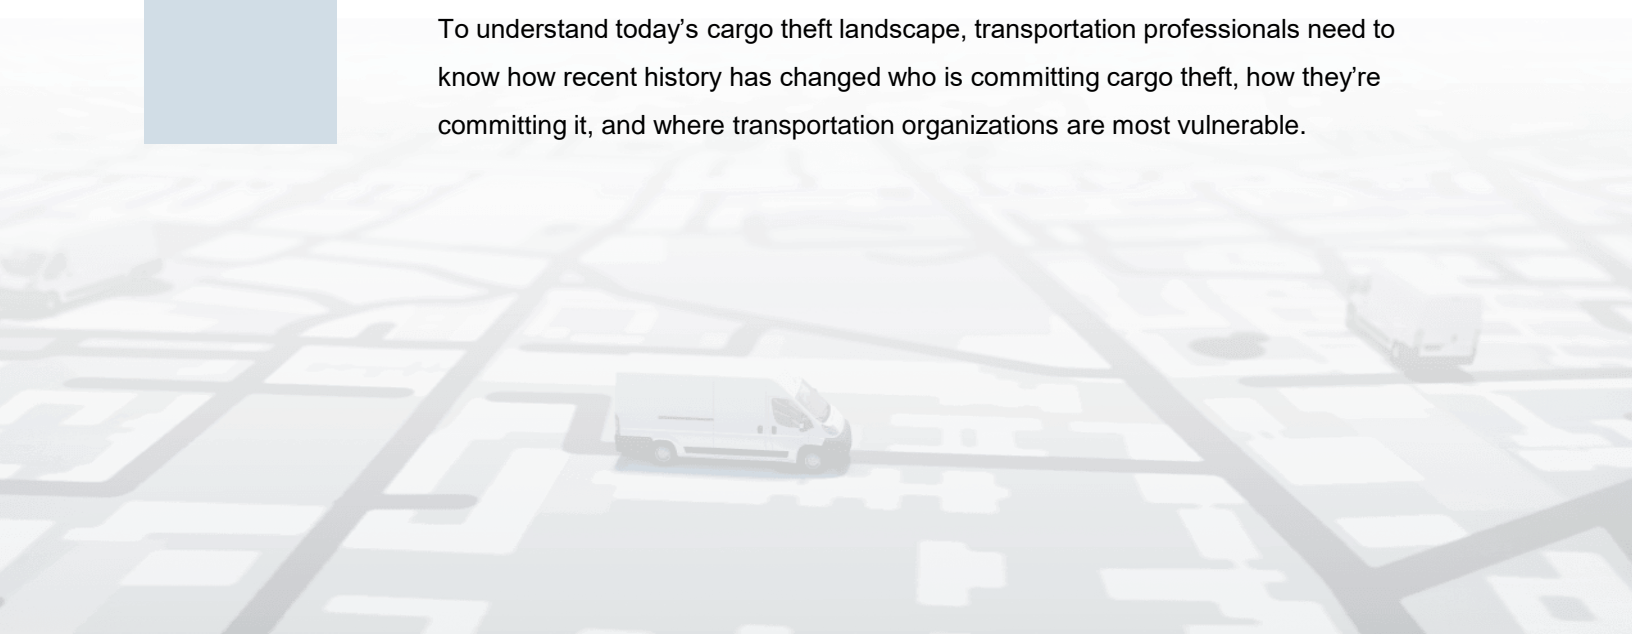 To understand today’s cargo theft landscape, transportation professionals need to
know how recent history has changed who is committing cargo theft, how they’re
committing it, and where transportation organizations are most vulnerable.